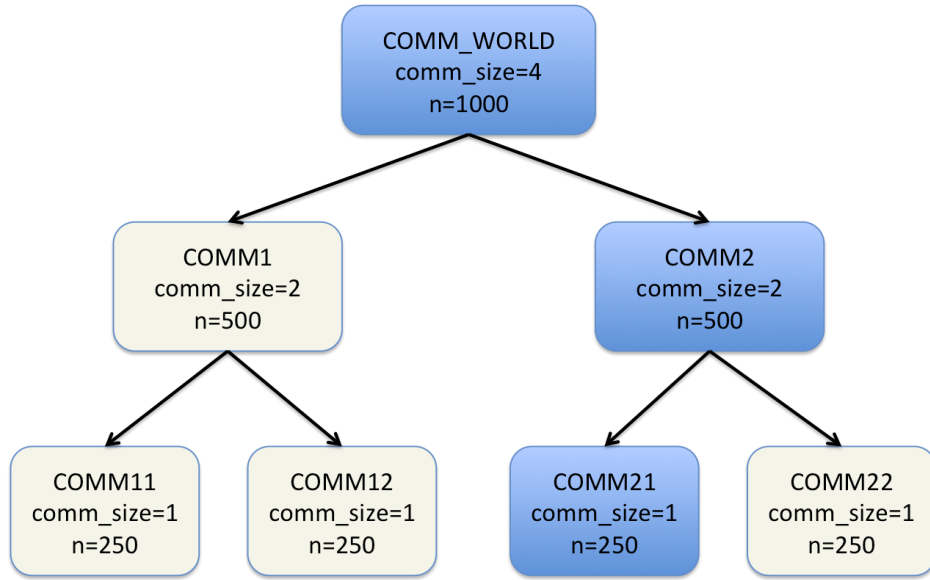 COMM_WORLD
comm_size=4
n=1000
COMM1
comm_size=2
n=500
COMM2
comm_size=2
n=500
COMM11
comm_size=1
n=250
COMM12
comm_size=1
n=250
COMM21
comm_size=1
n=250
COMM22
comm_size=1
n=250